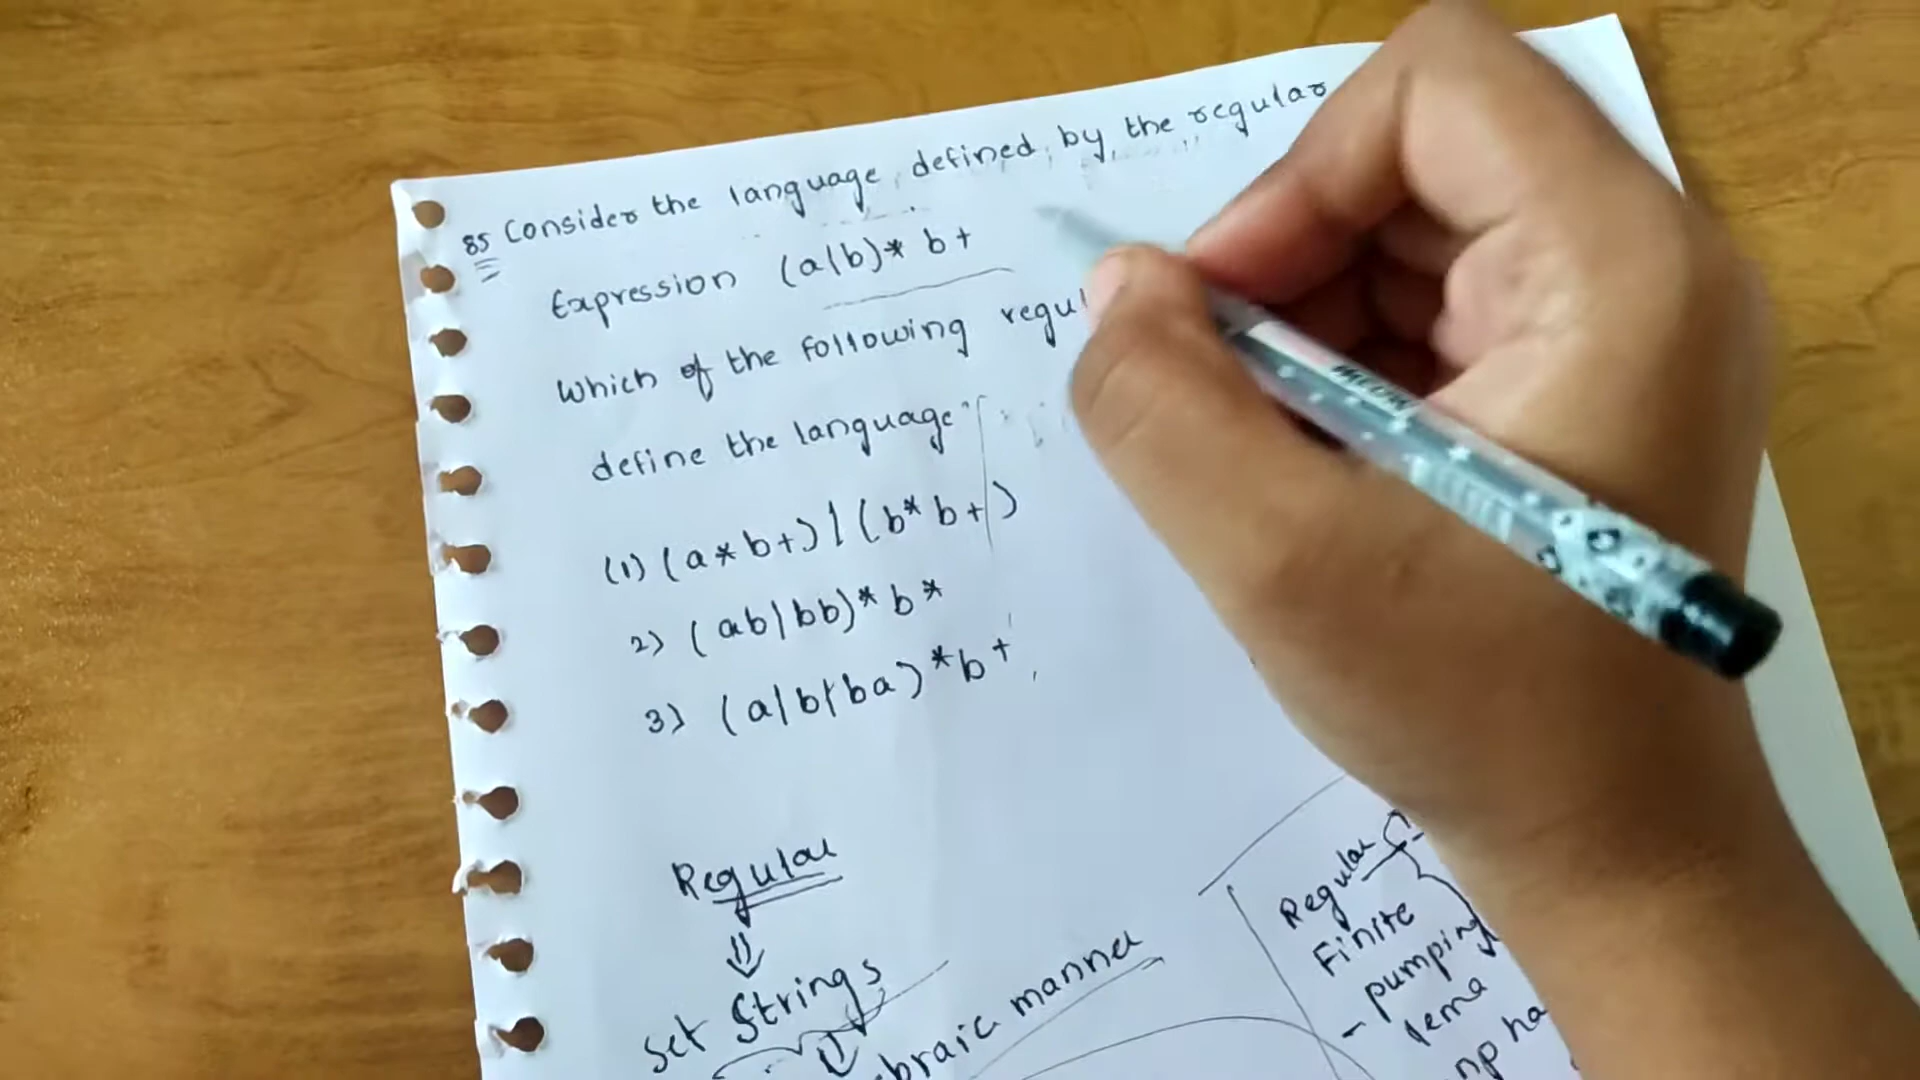 85 Consider the language defined by the regular
Expression (a|b)* b+
Which of the following
define the language
(1) (a*b+) | (b* b+)
2) (ab|bb)* b*
3) (a|b|ba)*b+
Regular
Set Strings
manner
Regular
Finite
- pumping
lema